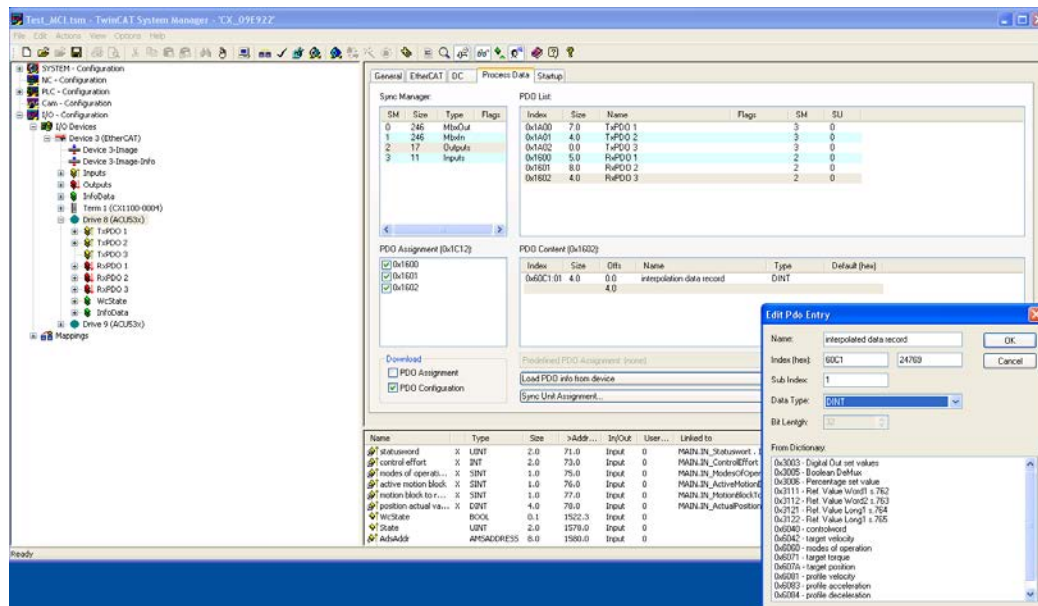 Test_MCI.tsm - TwinCAT System Manager - 'CX_09E922'
File Edit Actions View Options Help
SYSTEM - Configuration
NC - Configuration
PLC - Configuration
Cam - Configuration
I/O - Configuration
I/O Devices
Device 3 (EtherCAT)
Device 3-Image
Device 3-Image-Info
Inputs
Outputs
InfoData
Term 1 (CX1100-0004)
Drive 8 (ACU53x)
TxPDO 1
TxPDO 2
TxPDO 3
RxPDO 1
RxPDO 2
RxPDO 3
WcState
InfoData
Drive 9 (ACU53x)
Mappings
General EtherCAT DC Process Data Startup
Sync Manager:
SM Size Type Flags
0 246 MbxOut
1 246 MbxIn
2 17 Outputs
3 11 Inputs
PDO List:
Index Size Name Flags SM SU
0x1A00 7.0 TxPDO 1 3 0
0x1A01 4.0 TxPDO 2 3 0
0x1A02 0.0 TxPDO 3 3 0
0x1600 5.0 RxPDO 1 2 0
0x1601 8.0 RxPDO 2 2 0
0x1602 4.0 RxPDO 3 2 0
PDO Assignment (0x1C12):
0x1600
0x1601
0x1602
PDO Content (0x1602):
Index Size Offs Name Type Default (hex)
0x60C1:01 4.0 0.0 interpolation data record DINT
4.0
Download
PDO Assignment
PDO Configuration
Predefined PDO Assignment: (none)
Load PDO info from device
Sync Unit Assignment...
Name Type Size >Addr... In/Out User... Linked to
statusword X UINT 2.0 71.0 Input 0 MAIN.IN_Statuswort . I
control effort X INT 2.0 73.0 Input 0 MAIN.IN_ControlEffort
modes of operati... X SINT 1.0 75.0 Input 0 MAIN.IN_ModesOfOper
active motion block X SINT 1.0 76.0 Input 0 MAIN.IN_ActiveMotionB
motion block to r... X SINT 1.0 77.0 Input 0 MAIN.IN_MotionBlockTo
position actual va... X DINT 4.0 78.0 Input 0 MAIN.IN_ActualPosition
WcState BOOL 0.1 1522.3 Input 0
State UINT 2.0 1578.0 Input 0
AdsAddr AMSADDRESS 8.0 1580.0 Input 0
Ready
Edit Pdo Entry
Name: interpolated data record OK
Index (hex): 60C1 24769 Cancel
Sub Index: 1
Data Type: DINT
Bit Length: 32
From Dictionary:
0x3003 - Digital Out set values
0x3005 - Boolean DeMux
0x3006 - Percentage set value
0x3111 - Ref. Value Word1 s.762
0x3112 - Ref. Value Word2 s.763
0x3121 - Ref. Value Long1 s.764
0x3122 - Ref. Value Long1 s.765
0x6040 - controlword
0x6042 - target velocity
0x6060 - modes of operation
0x6071 - target torque
0x607A - target position
0x6081 - profile velocity
0x6083 - profile acceleration
0x6084 - profile deceleration